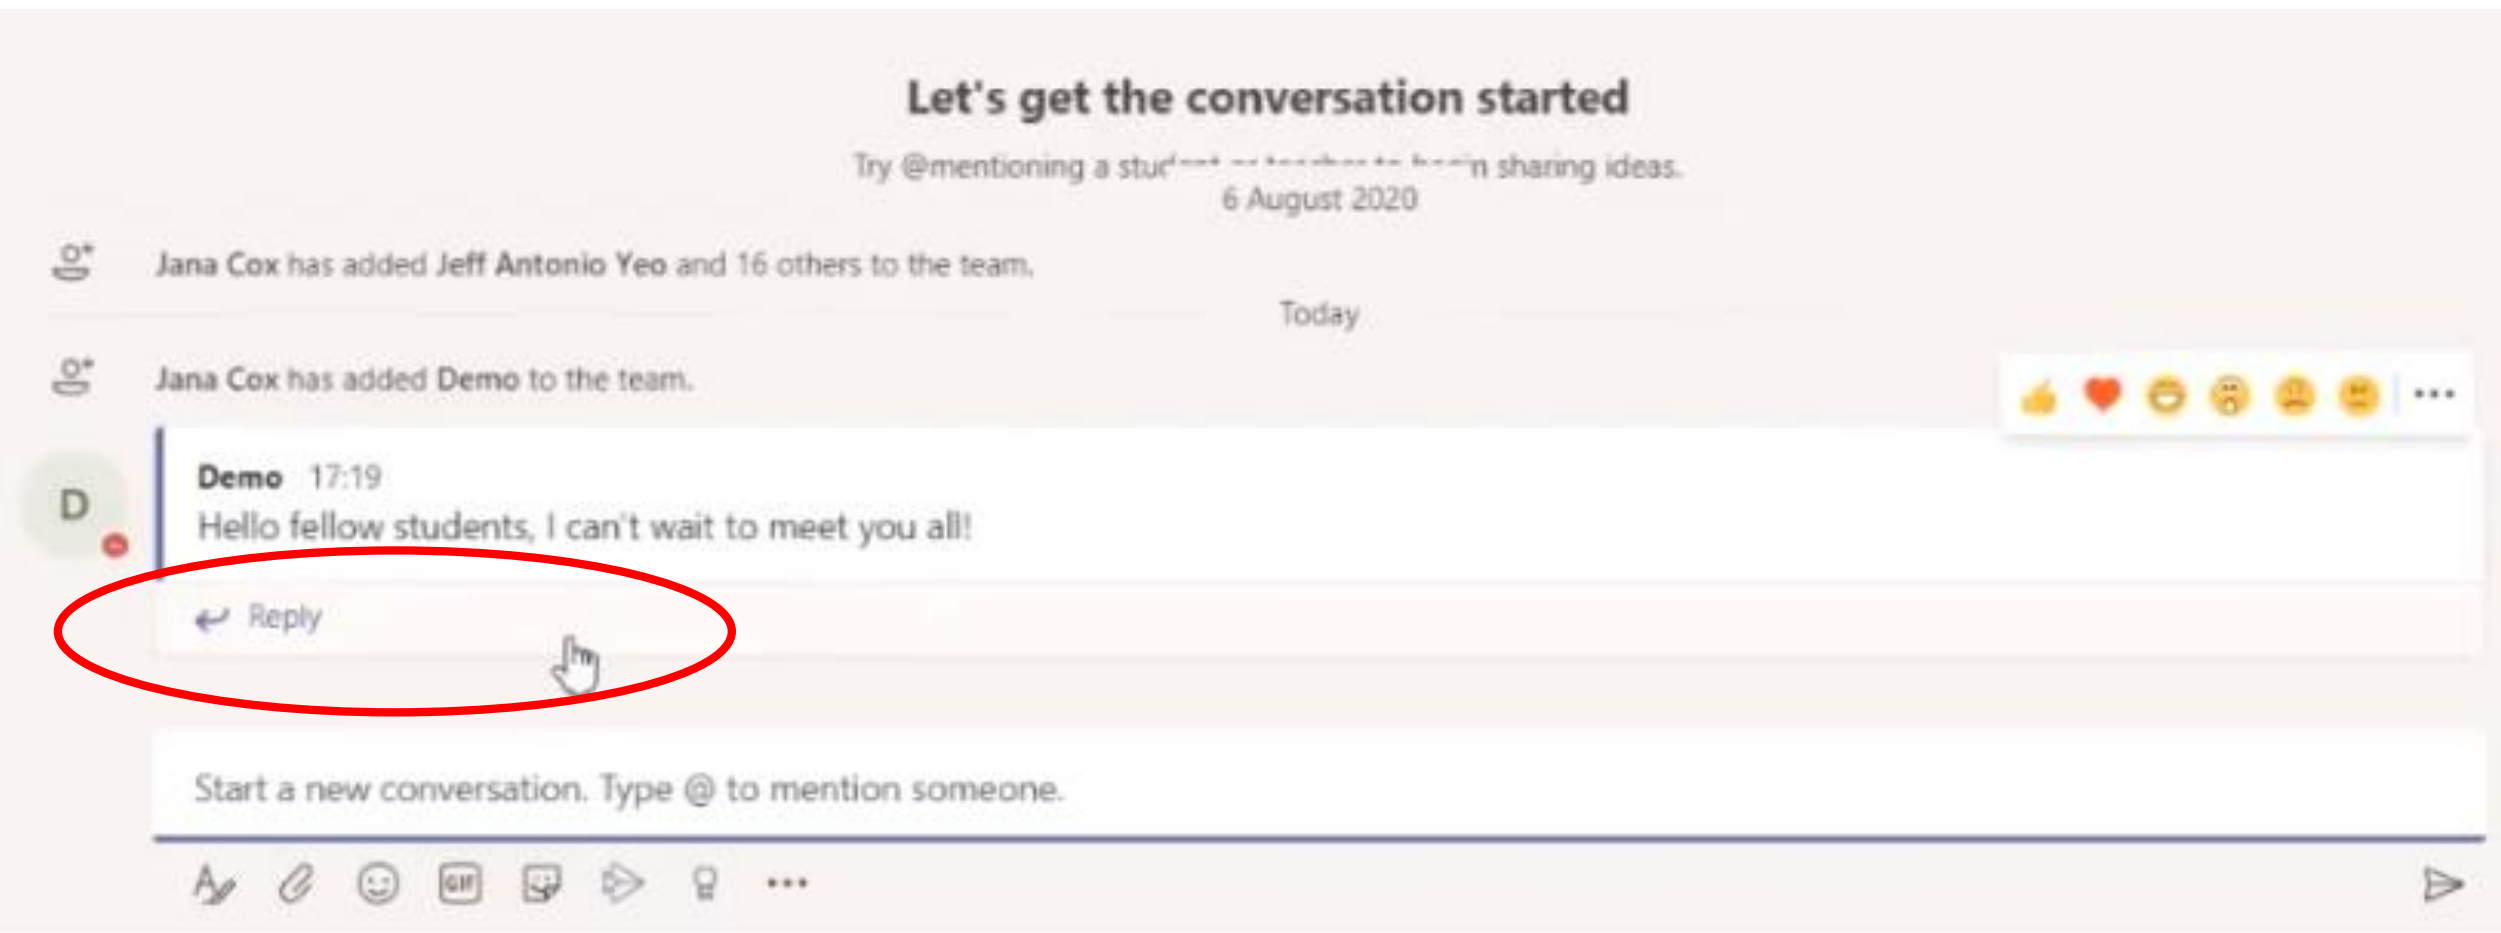 Let's get the conversation started
Try @mentioning a sharing ideas.
6 August 2020
Jana Cox has added Jeff Antonio Yeo and 16 others to the team.
Today
Jana Cox has added Demo to the team.
D
Demo 17:19
Hello fellow students, I can't wait to meet you all!
Reply
Start a new conversation. Type @ to mention someone.
GIF